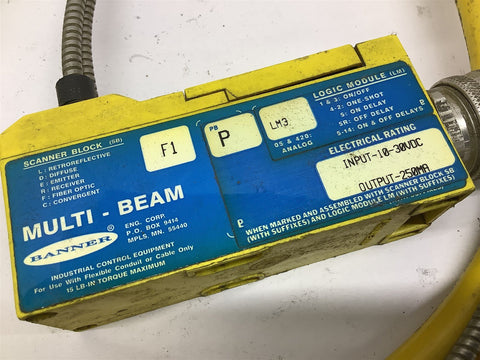 SCANNER BLOCK (SB)
L : RETROREFLECTIVE
D : DIFFUSE
E : EMITTER
R : RECEIVER
F : FIBER OPTIC
C : CONVERGENT
F1
PB
P
LM3
05 & 420:
ANALOG
LOGIC MODULE (LM)
1 & 3: ON/OFF
4-2: ONE-SHOT
5: ON DELAY
5R: OFF DELAY
5-14: ON & OFF DELAYS
ELECTRICAL RATING
INPUT-10-30VDC
OUTPUT-250MA
WHEN MARKED AND ASSEMBLED WITH SCANNER BLOCK SB
(WITH SUFFIXES) AND LOGIC MODULE LM (WITH SUFFIXES)
MULTI - BEAM
BANNER
ENG. CORP.
P.O. BOX 9414
MPLS, MN. 55440
INDUSTRIAL CONTROL EQUIPMENT
For Use With Flexible Conduit or Cable Only
15 LB-IN TORQUE MAXIMUM